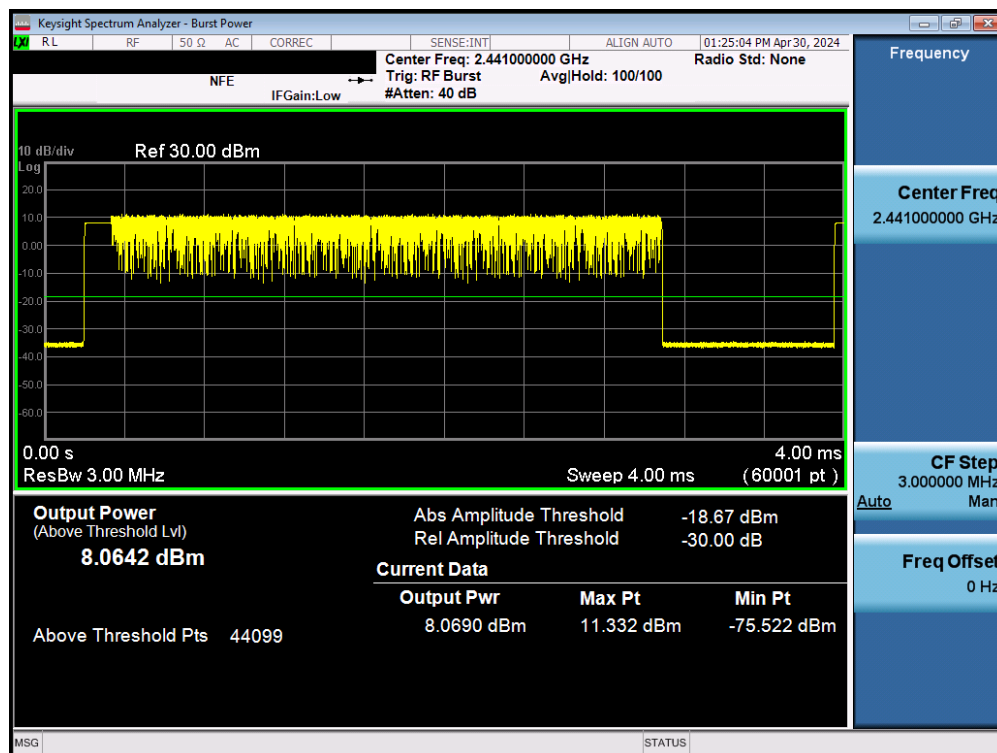 Keysight Spectrum Analyzer - Burst Power
LXI RL RF 50 Ω AC CORREC SENSE:INT ALIGN AUTO 01:25:04 PM Apr 30, 2024
Center Freq: 2.441000000 GHz Radio Std: None
NFE Trig: RF Burst Avg|Hold: 100/100
IFGain:Low #Atten: 40 dB
10 dB/div Ref 30.00 dBm
Log
20.0
10.0
0.00
-10.0
-20.0
-30.0
-40.0
-50.0
-60.0
0.00 s 4.00 ms
ResBw 3.00 MHz Sweep 4.00 ms (60001 pt)
Output Power
(Above Threshold Lvl)
8.0642 dBm
Above Threshold Pts 44099
Abs Amplitude Threshold -18.67 dBm
Rel Amplitude Threshold -30.00 dB
Current Data
Output Pwr Max Pt Min Pt
8.0690 dBm 11.332 dBm -75.522 dBm
MSG STATUS
Frequency
Center Freq
2.441000000 GHz
CF Step
3.000000 MHz
Auto Man
Freq Offset
0 Hz